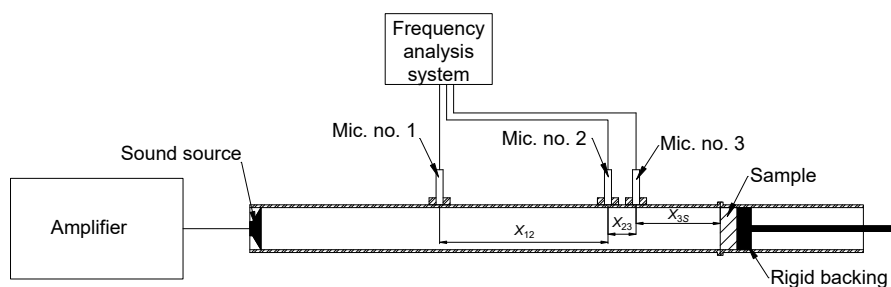 Frequency
analysis
system
Mic. no. 1
Mic. no. 2
Mic. no. 3
Sound source
Sample
Amplifier
X12
X23
X3S
Rigid backing